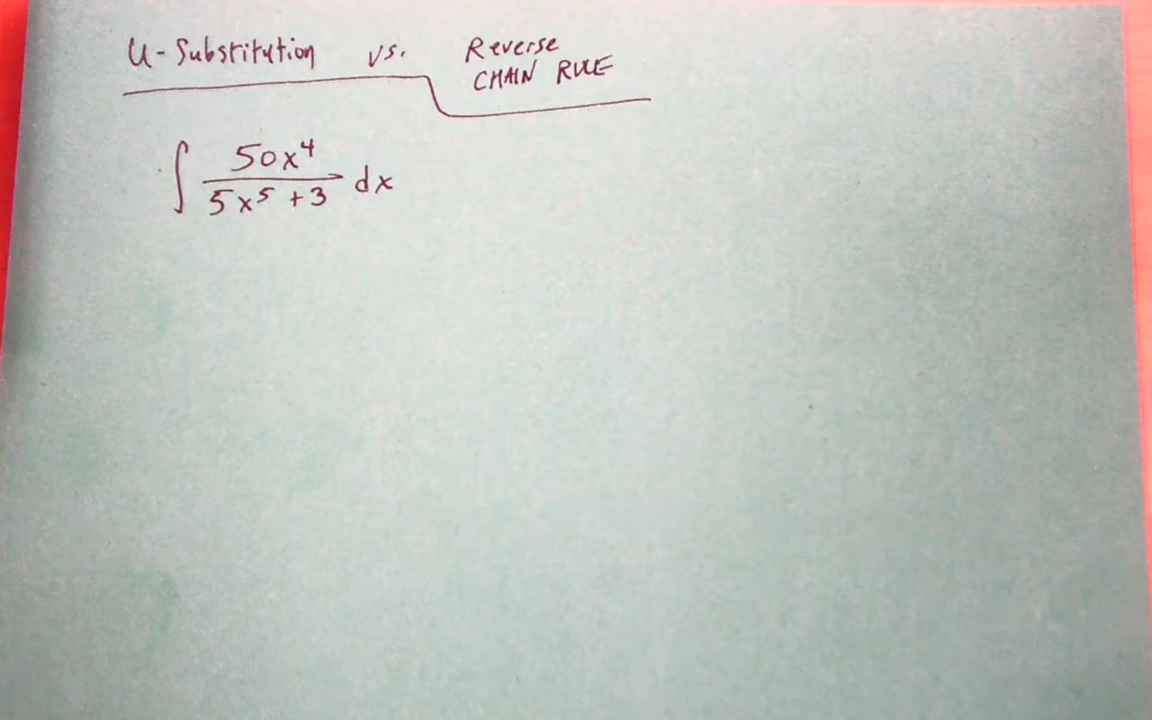 U-Substitution vs. Reverse CHAIN RULE
∫ 50x⁴ / 5x⁵ + 3 dx